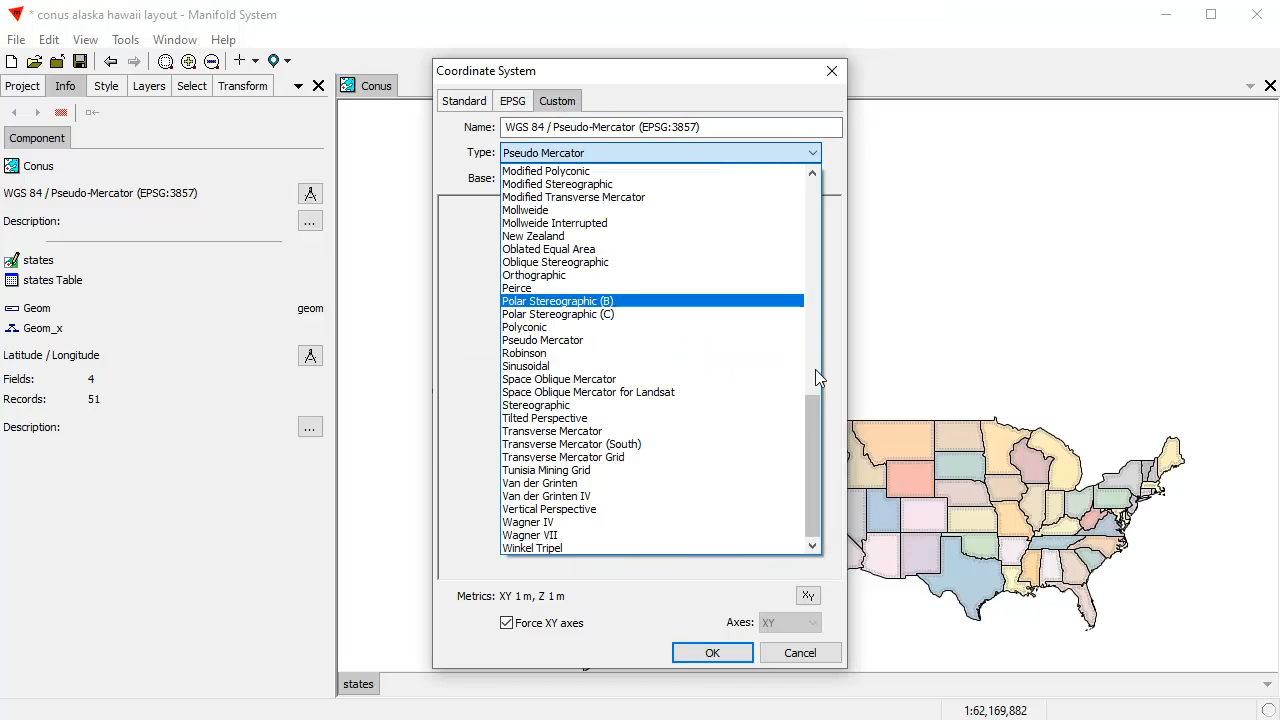 * conus alaska hawaii layout - Manifold System
File Edit View Tools Window Help
Project Info Style Layers Select Transform
Conus
Component
Conus
WGS 84 / Pseudo-Mercator (EPSG:3857)
Description:
...
states
states Table
Geom geom
Geom_x
Latitude / Longitude
Fields: 4
Records: 51
Description:
...
Coordinate System
Standard EPSG Custom
Name: WGS 84 / Pseudo-Mercator (EPSG:3857)
Type: Pseudo Mercator
Base:
Modified Polyconic
Modified Stereographic
Modified Transverse Mercator
Mollweide
Mollweide Interrupted
New Zealand
Oblated Equal Area
Oblique Stereographic
Orthographic
Peirce
Polar Stereographic (B)
Polar Stereographic (C)
Polyconic
Pseudo Mercator
Robinson
Sinusoidal
Space Oblique Mercator
Space Oblique Mercator for Landsat
Stereographic
Tilted Perspective
Transverse Mercator
Transverse Mercator (South)
Transverse Mercator Grid
Tunisia Mining Grid
Van der Grinten
Van der Grinten IV
Vertical Perspective
Wagner IV
Wagner VII
Winkel Tripel
Metrics: XY 1 m, Z 1 m
XY
Force XY axes Axes: XY
OK Cancel
states
1:62,169,882